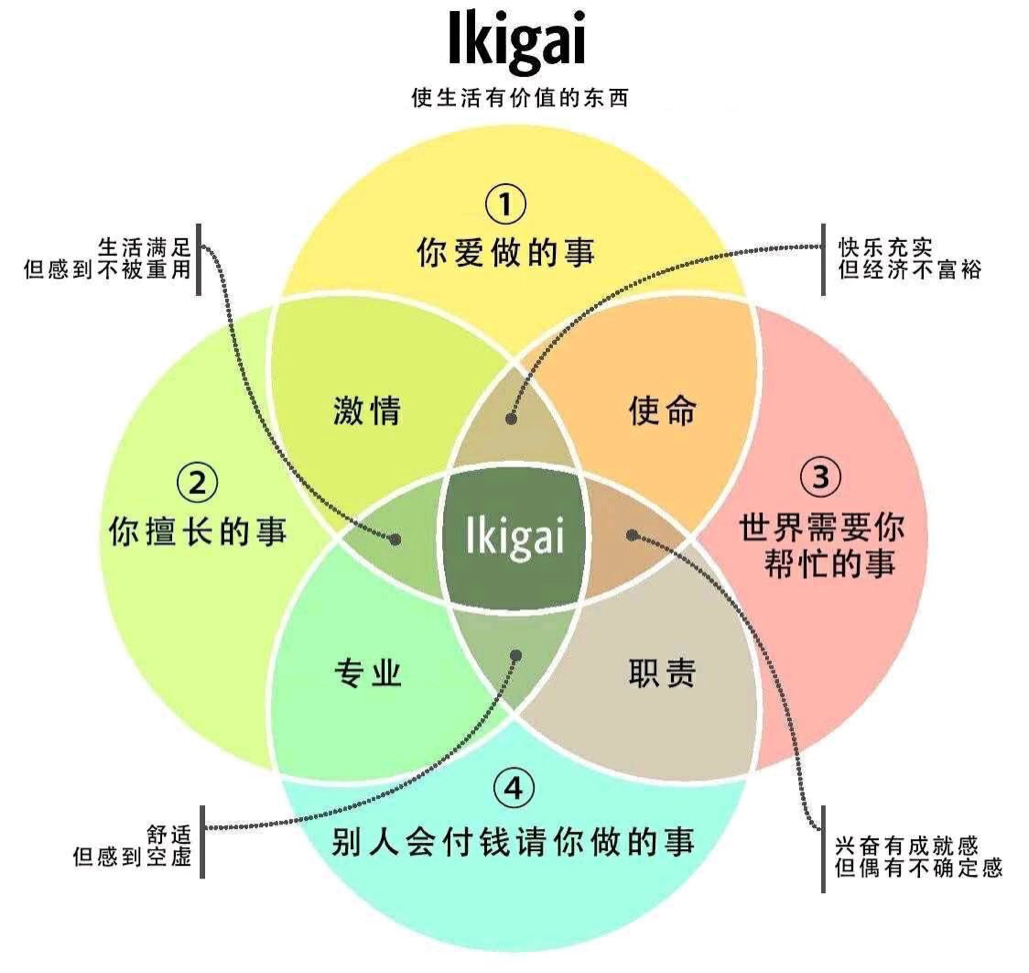 Ikigai
使生活有价值的东西
①
你爱做的事
生活满足
但感到不被重用
快乐充实
但经济不富裕
激情
使命
②
你擅长的事
Ikigai
③
世界需要你
帮忙的事
专业
职责
④
别人会付钱请你做的事
舒适
但感到空虚
兴奋有成就感
但偶有不确定感